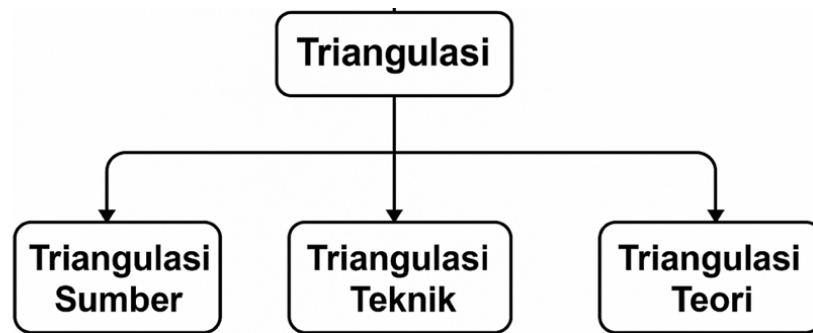 Triangulasi
Triangulasi
Sumber
Triangulasi
Teknik
Triangulasi
Teori